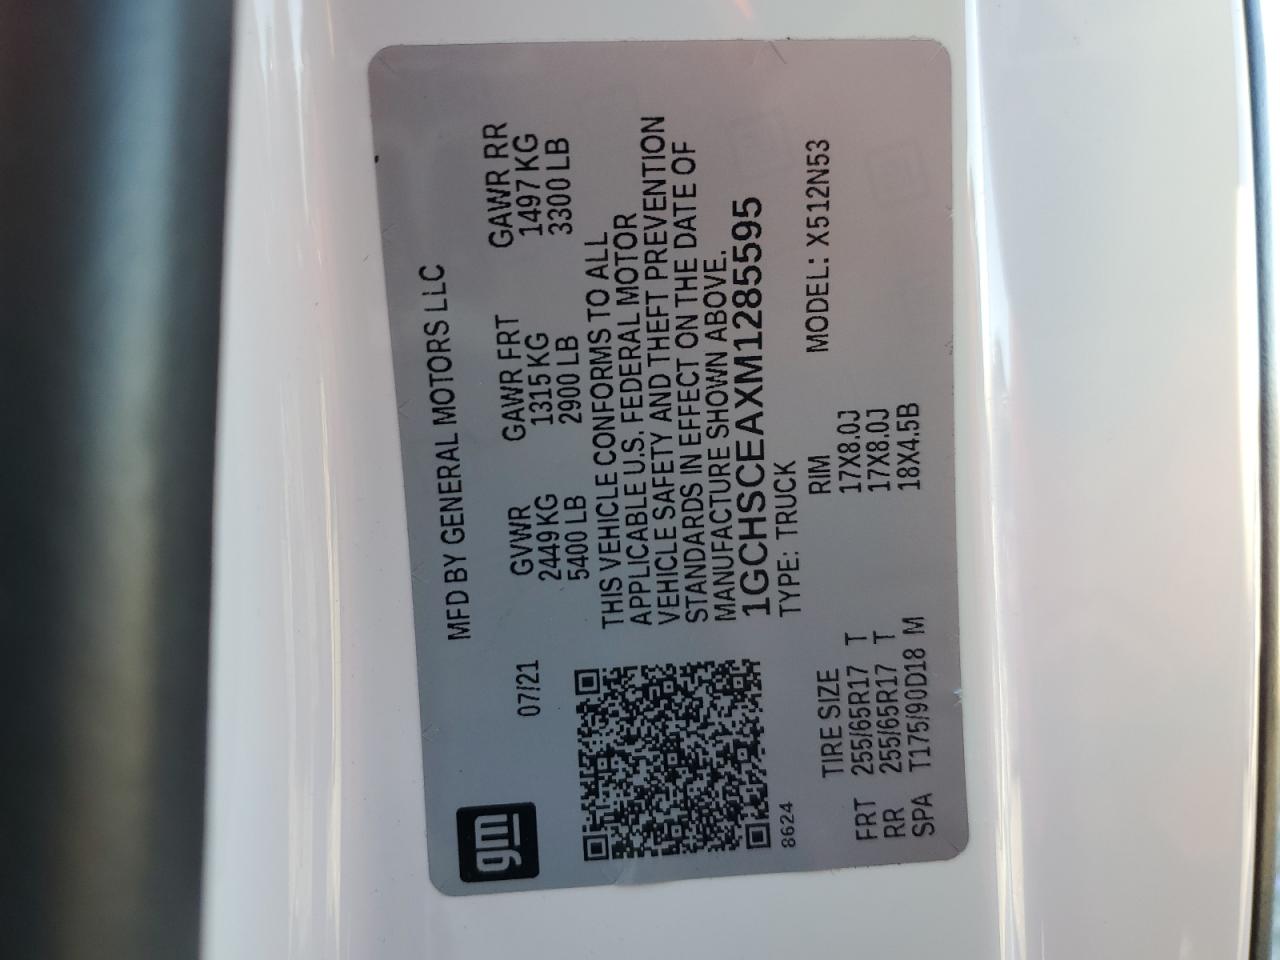 gm
MFD BY GENERAL MOTORS LLC
07/21
GVWR GAWR FRT GAWR RR
2449 KG 1315 KG 1497 KG
5400 LB 2900 LB 3300 LB
THIS VEHICLE CONFORMS TO ALL
APPLICABLE U.S. FEDERAL MOTOR
VEHICLE SAFETY AND THEFT PREVENTION
STANDARDS IN EFFECT ON THE DATE OF
MANUFACTURE SHOWN ABOVE.
1GCHSCEAXM1285595
8624 TYPE: TRUCK
TIRE SIZE RIM MODEL: X512N53
FRT 255/65R17 T 17X8.0J
RR 255/65R17 T 17X8.0J
SPA T175/90D18 M 18X4.5B